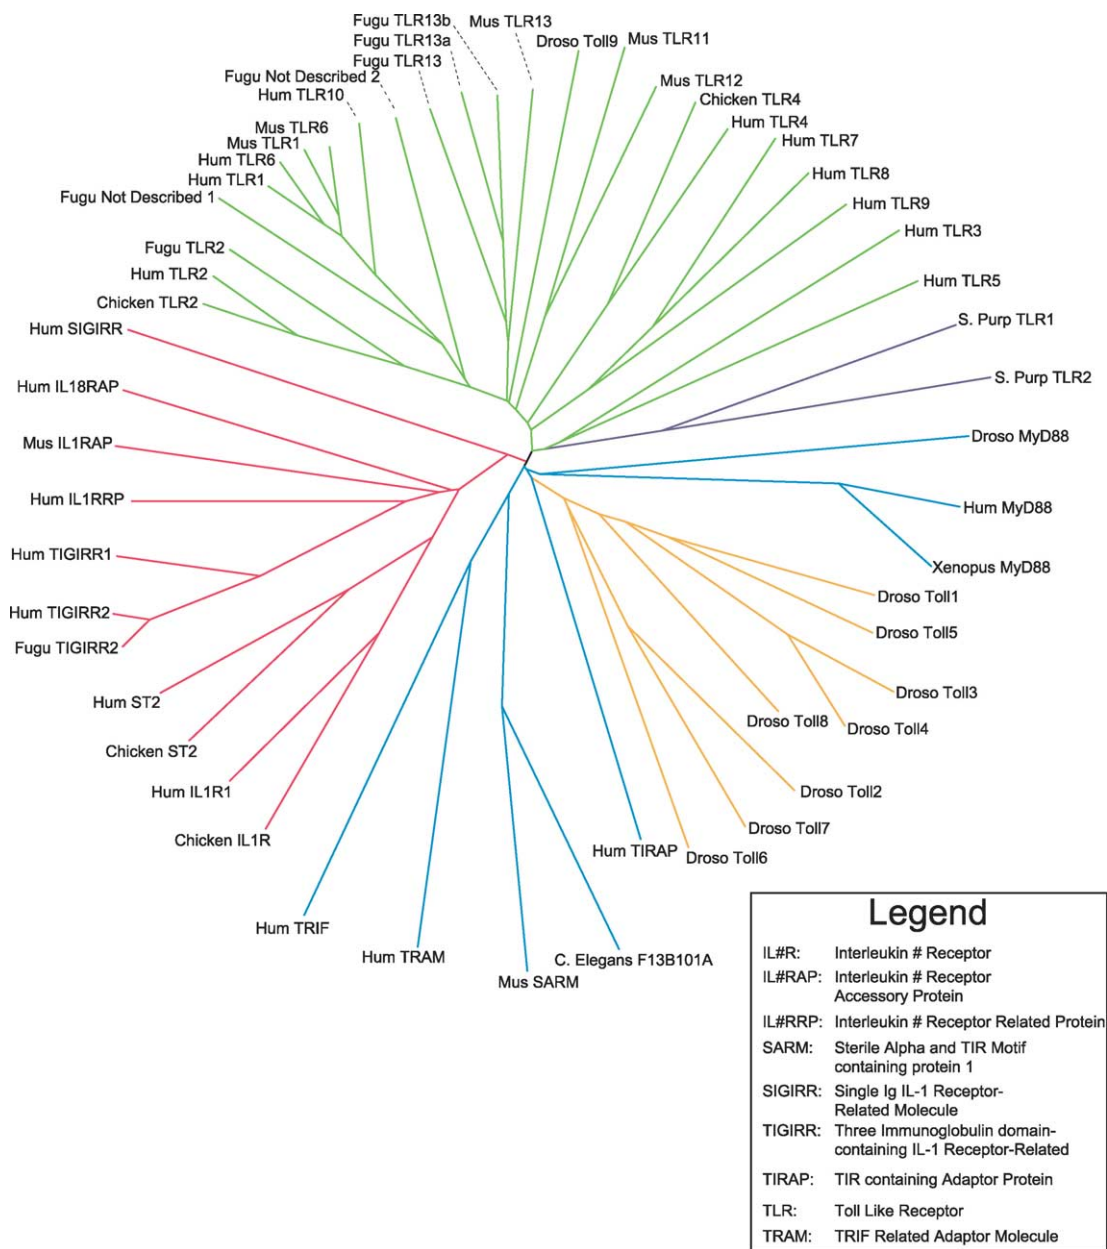 Fugu TLR13b
Mus TLR13
Fugu TLR13a
Droso Toll9
Mus TLR11
Fugu TLR13
Fugu Not Described 2
Mus TLR12
Hum TLR10
Chicken TLR4
Mus TLR6
Hum TLR4
Mus TLR1
Hum TLR7
Hum TLR6
Hum TLR8
Hum TLR1
Fugu Not Described 1
Hum TLR9
Hum TLR3
Fugu TLR2
Hum TLR2
Hum TLR5
Chicken TLR2
S. Purp TLR1
Hum SIGIRR
S. Purp TLR2
Hum IL18RAP
Droso MyD88
Mus IL1RAP
Hum IL1RRP
Hum MyD88
Hum TIGIRR1
Xenopus MyD88
Droso Toll1
Hum TIGIRR2
Droso Toll5
Fugu TIGIRR2
Droso Toll3
Hum ST2
Droso Toll8
Droso Toll4
Chicken ST2
Hum IL1R1
Droso Toll2
Droso Toll7
Chicken IL1R
Hum TIRAP
Droso Toll6
Hum TRIF
Hum TRAM
C. Elegans F13B101A
Mus SARM
Legend
IL#R: Interleukin # Receptor
IL#RAP: Interleukin # Receptor
Accessory Protein
IL#RRP: Interleukin # Receptor Related Protein
SARM: Sterile Alpha and TIR Motif
containing protein 1
SIGIRR: Single Ig IL-1 Receptor-
Related Molecule
TIGIRR: Three Immunoglobulin domain-
containing IL-1 Receptor-Related
TIRAP: TIR containing Adaptor Protein
TLR: Toll Like Receptor
TRAM: TRIF Related Adaptor Molecule